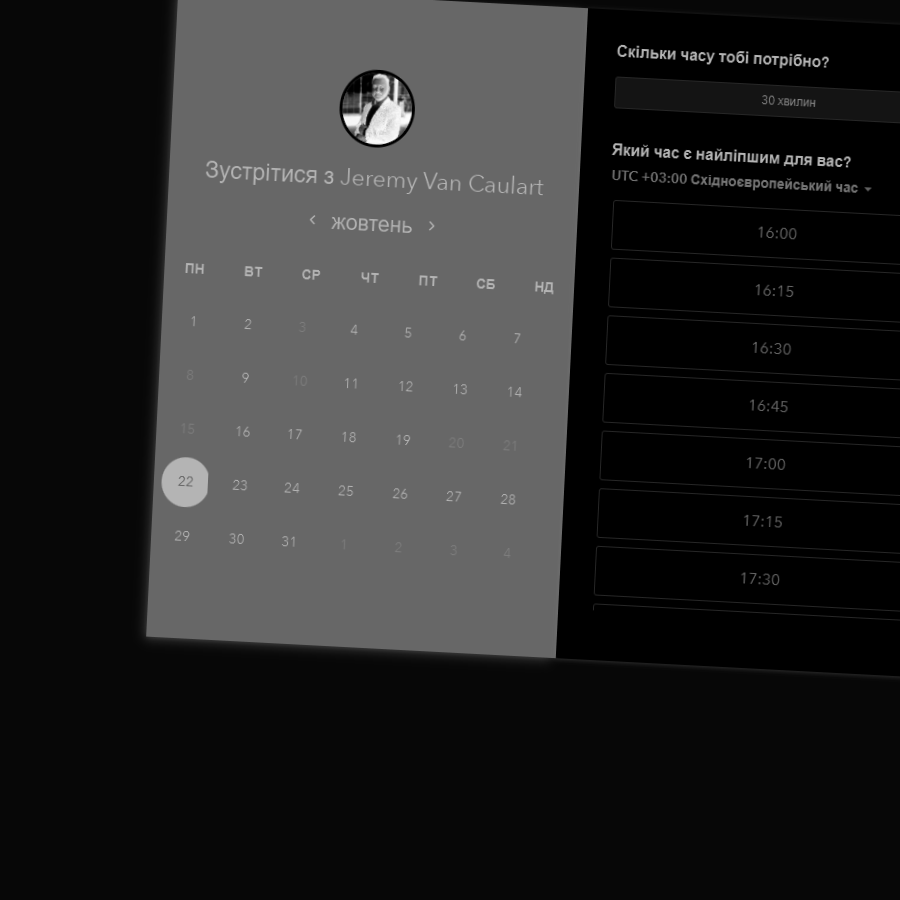 Зустрітися з Jeremy Van Caulart
‹ жовтень ›
ПН ВТ СР ЧТ ПТ СБ НД
1 2 3 4 5 6 7
8 9 10 11 12 13 14
15 16 17 18 19 20 21
22 23 24 25 26 27 28
29 30 31 1 2 3 4
Скільки часу тобі потрібно?
30 хвилин
Який час є найліпшим для вас?
UTC +03:00 Східноєвропейський час
16:00
16:15
16:30
16:45
17:00
17:15
17:30